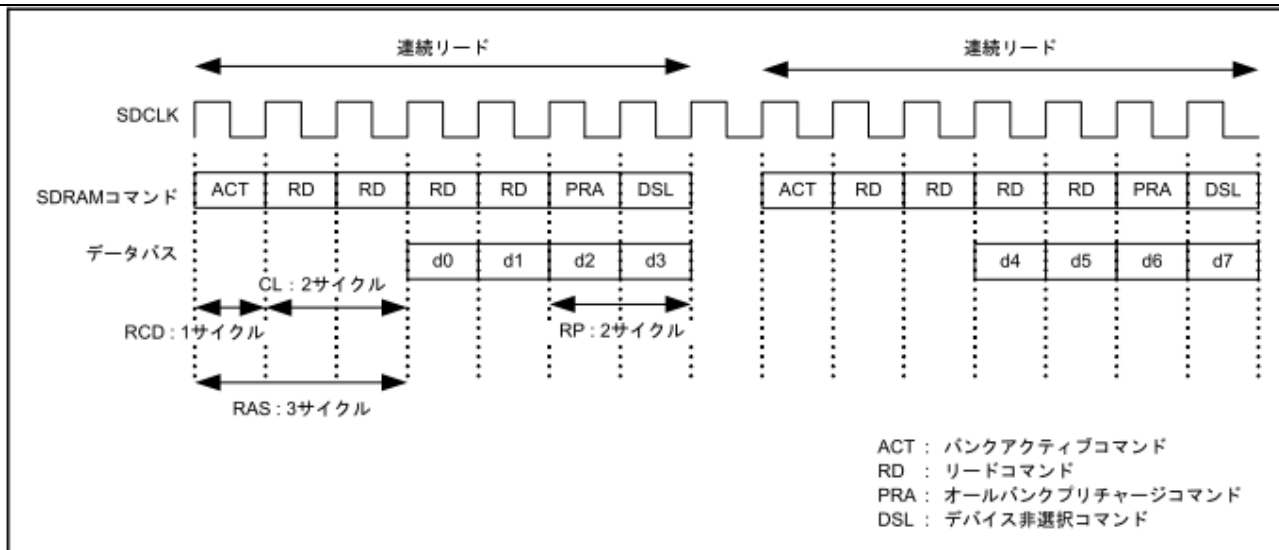 連続リード 連続リード
SDCLK
SDRAMコマンド ACT RD RD RD RD PRA DSL ACT RD RD RD RD PRA DSL
データバス d0 d1 d2 d3 d4 d5 d6 d7
CL : 2サイクル
RCD : 1サイクル RP : 2サイクル
RAS : 3サイクル
ACT : バンクアクティブコマンド
RD : リードコマンド
PRA : オールバンクプリチャージコマンド
DSL : デバイス非選択コマンド